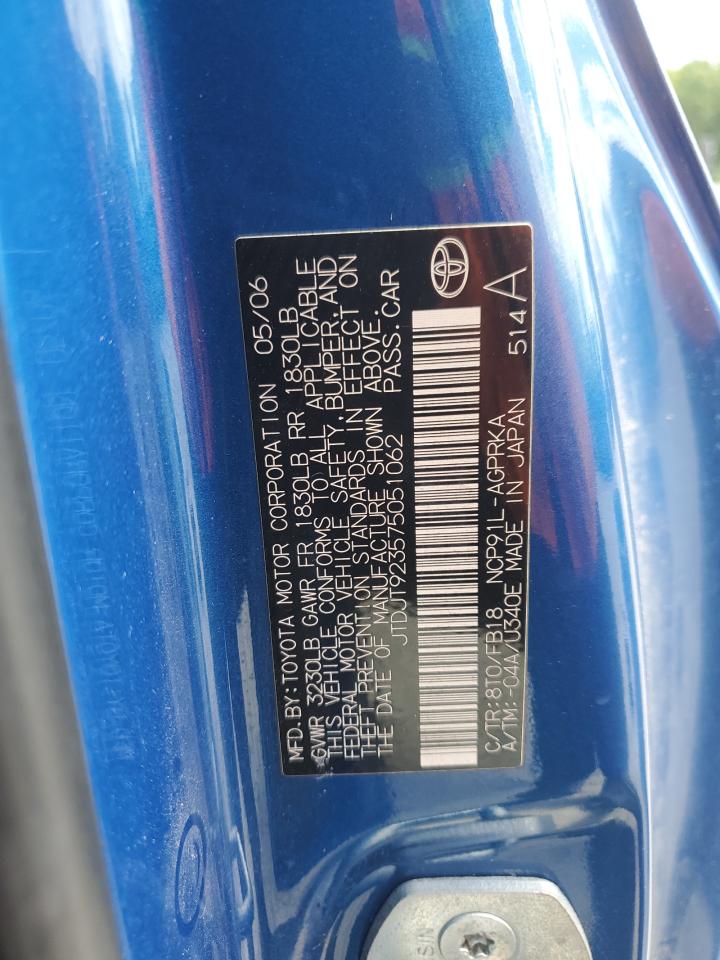 MFD.BY:TOYOTA MOTOR CORPORATION 05/06
GVWR 3230LB GAWR FR 1830LB RR 1830LB
THIS VEHICLE CONFORMS TO ALL APPLICABLE
FEDERAL MOTOR VEHICLE SAFETY,BUMPER,AND
THEFT PREVENTION STANDARDS IN EFFECT ON
THE DATE OF MANUFACTURE SHOWN ABOVE.
JTDJT923575051062 PASS.CAR
C/TR:8T0/FB18 NCP91L-AGPRKA
A/TM:-04A/U340E MADE IN JAPAN 514A